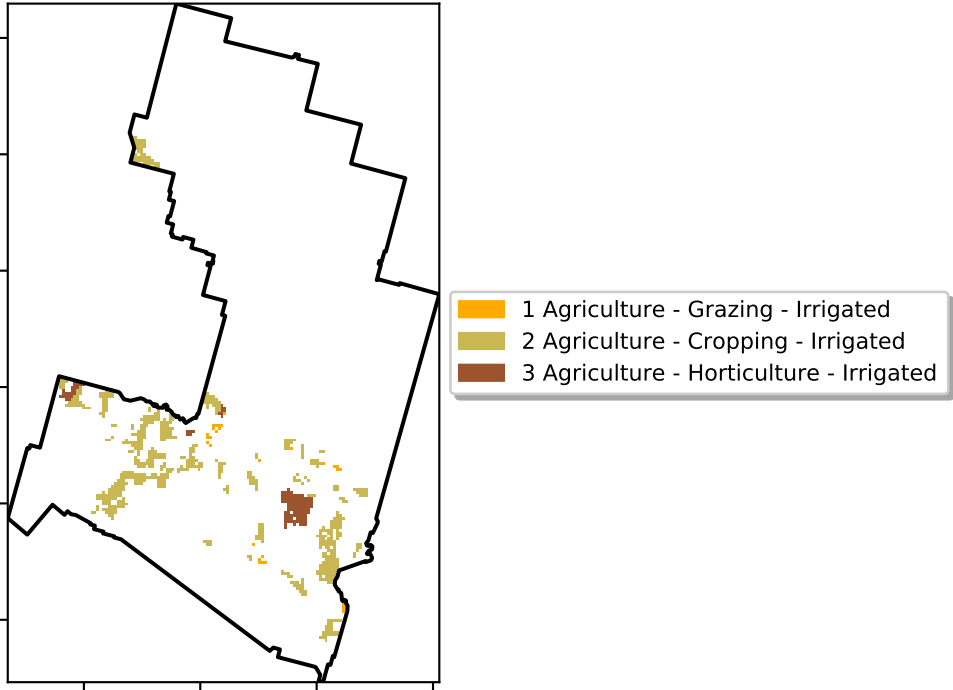 1 Agriculture - Grazing - Irrigated
2 Agriculture - Cropping - Irrigated
3 Agriculture - Horticulture - Irrigated